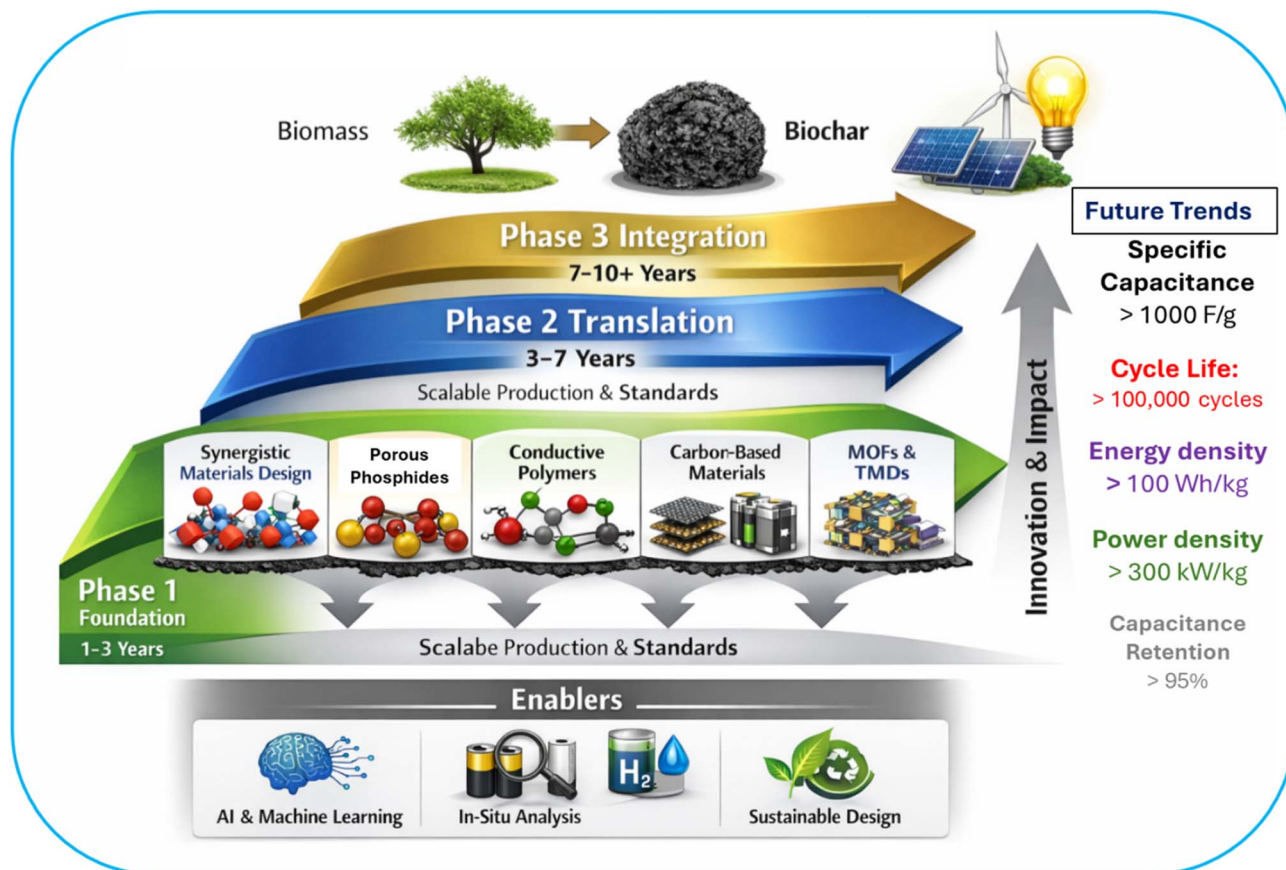 Biomass
Biochar
Phase 3 Integration
7–10+ Years
Phase 2 Translation
3–7 Years
Scalable Production & Standards
Synergistic
Materials Design
Porous
Phosphides
Conductive
Polymers
Carbon-Based
Materials
MOFs &
TMDs
Phase 1
Foundation
1–3 Years
Scalabe Production & Standards
Innovation & Impact
Future Trends
Specific
Capacitance
> 1000 F/g
Cycle Life:
> 100,000 cycles
Energy density
> 100 Wh/kg
Power density
> 300 kW/kg
Capacitance
Retention
> 95%
Enablers
H2
AI & Machine Learning
In-Situ Analysis
Sustainable Design